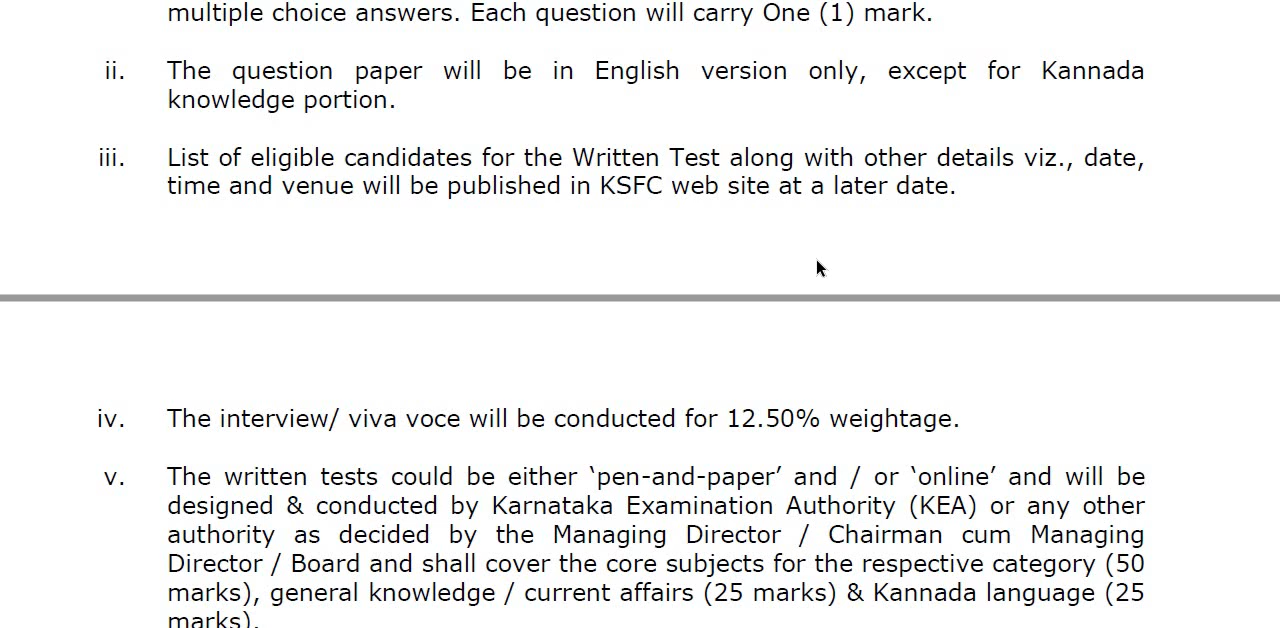 multiple choice answers. Each question will carry One (1) mark.
ii. The question paper will be in English version only, except for Kannada
knowledge portion.
iii. List of eligible candidates for the Written Test along with other details viz., date,
time and venue will be published in KSFC web site at a later date.
iv. The interview/ viva voce will be conducted for 12.50% weightage.
v. The written tests could be either ‘pen-and-paper’ and / or ‘online’ and will be
designed & conducted by Karnataka Examination Authority (KEA) or any other
authority as decided by the Managing Director / Chairman cum Managing
Director / Board and shall cover the core subjects for the respective category (50
marks), general knowledge / current affairs (25 marks) & Kannada language (25
marks).